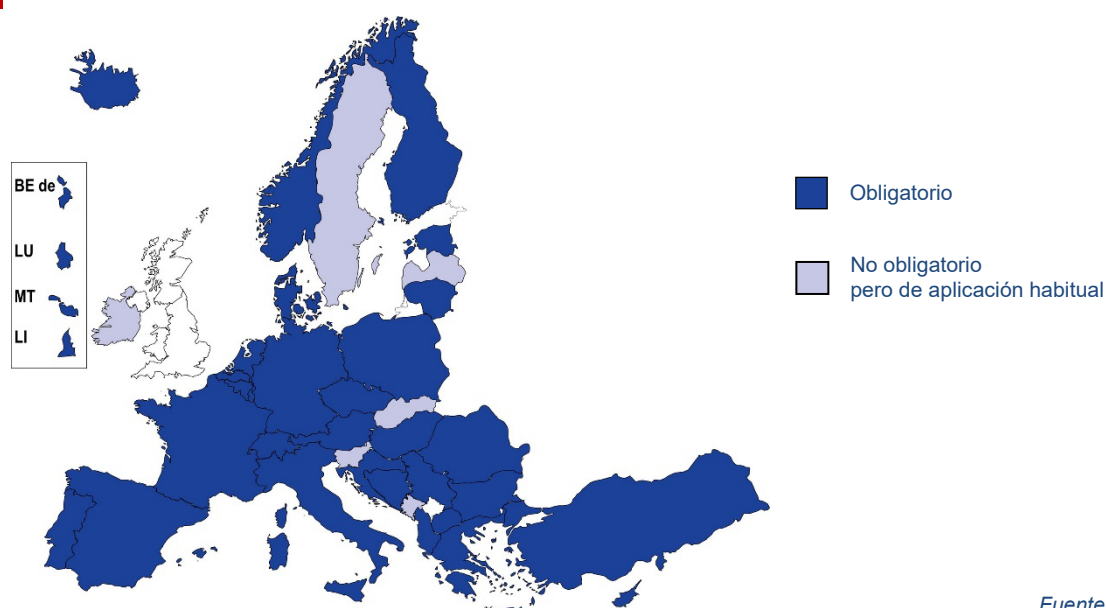 BE de
LU
MT
LI
Obligatorio
No obligatorio
pero de aplicación habitual
Fuente